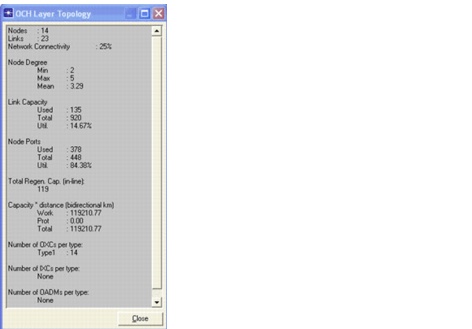 OCH Layer Topology
Nodes : 14
Links : 23
Network Connectivity : 25%
Node Degree
Min : 2
Max : 5
Mean : 3.29
Link Capacity
Used : 135
Total : 920
Util. : 14.67%
Node Ports
Used : 378
Total : 448
Util. : 84.38%
Total Regen. Cap. (in-line):
119
Capacity * distance (bidirectional km)
Work : 119210.77
Prot : 0.00
Total : 119210.77
Number of OXCs per type:
Type1 : 14
Number of IXCs per type:
None
Number of OADMs per type:
None
Close